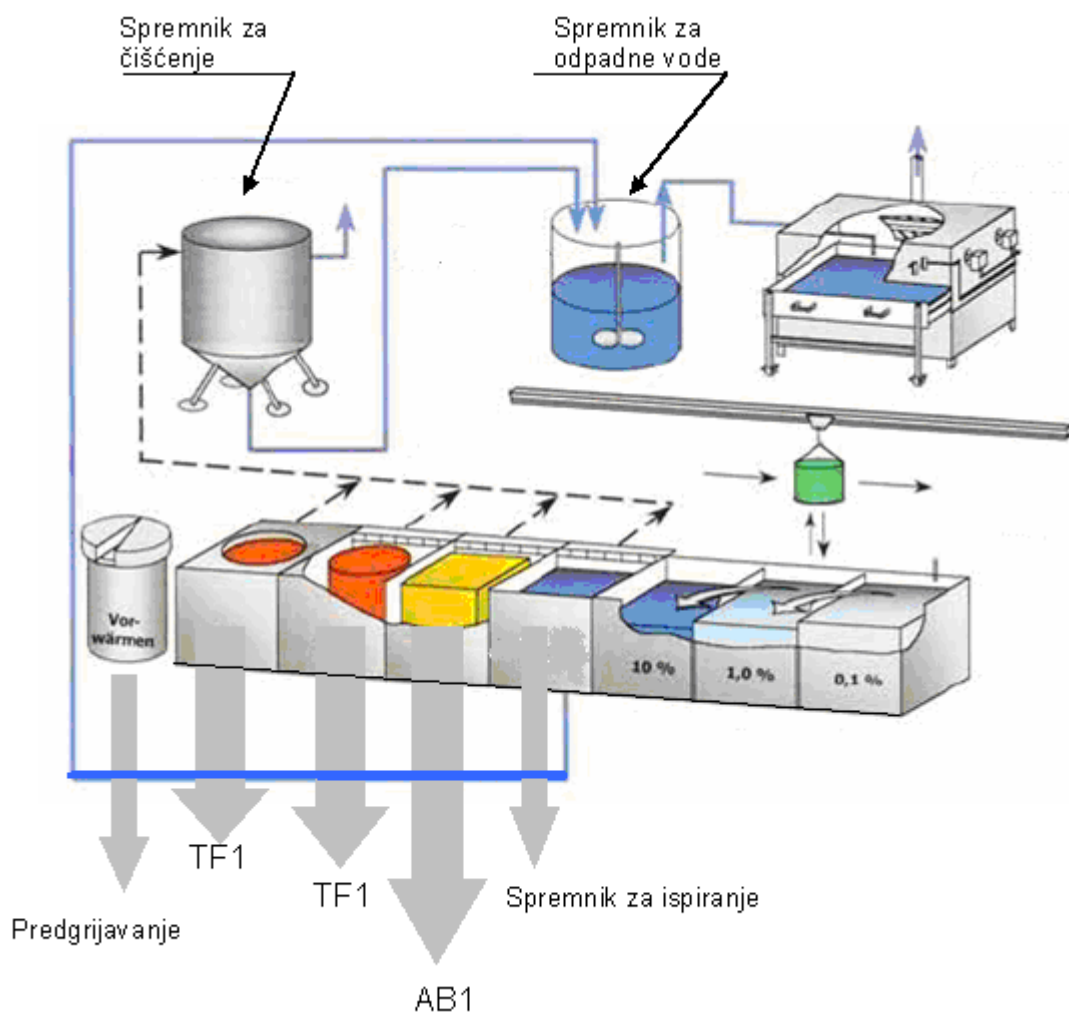 Spremnik za
čišćenje
Spremnik za
odpadne vode
Vor-
wärmen
10 %
1,0 %
0,1 %
TF1
TF1
Spremnik za ispiranje
Predgrijavanje
AB1